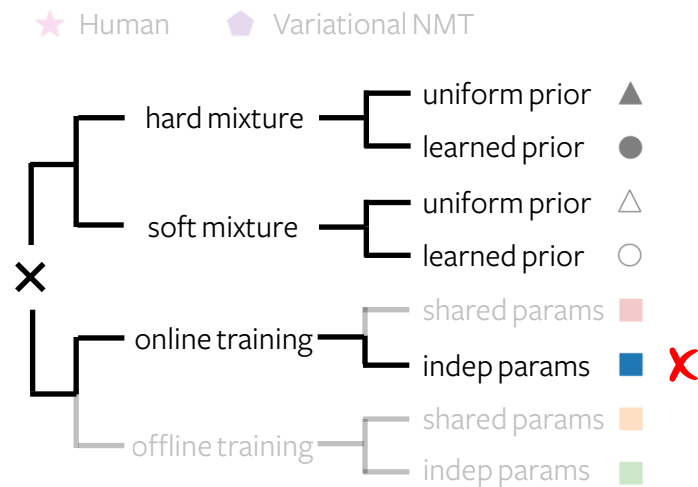 Human Variational NMT
hard mixture
uniform prior
learned prior
soft mixture
uniform prior
learned prior
×
online training
shared params
indep params
offline training
shared params
indep params